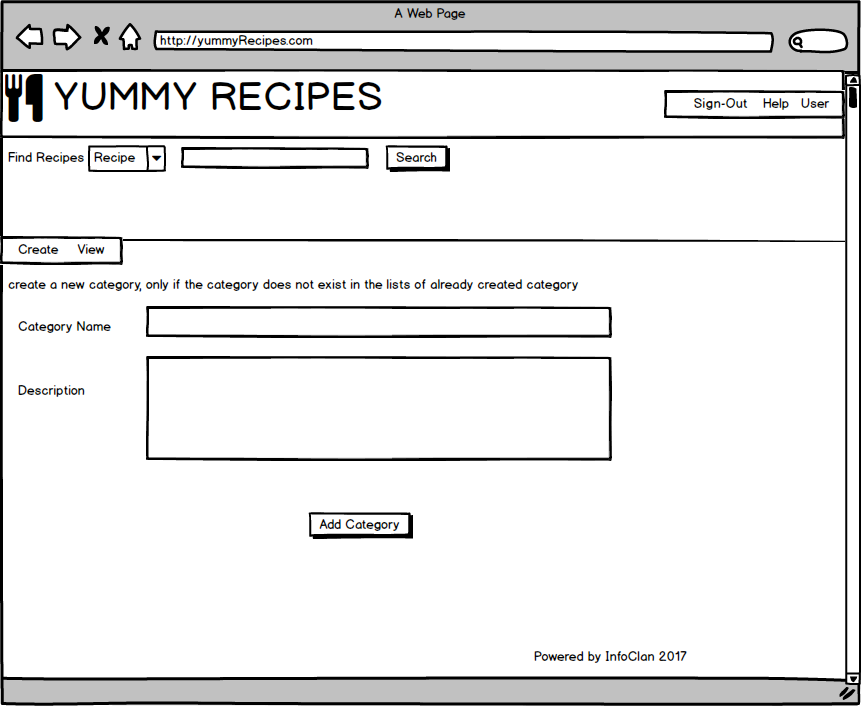 A Web Page
http://yummyRecipes.com
YUMMY RECIPES
Sign-Out Help User
Find Recipes Recipe Search
Create View
create a new category, only if the category does not exist in the lists of already created category
Category Name
Description
Add Category
Powered by InfoClan 2017